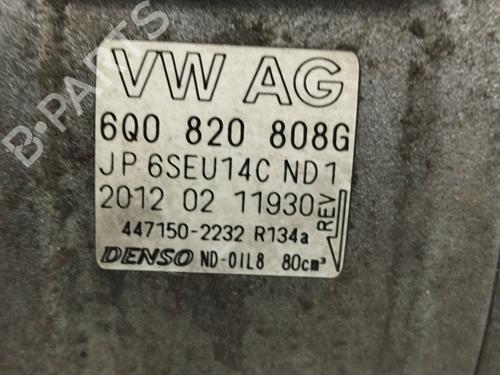 VW AG
6Q0 820 808G
JP 6SEU14C ND1
2012 02 11930
REV
447150-2232 R134a
DENSO ND-OIL8 80cm³
B-PARTS